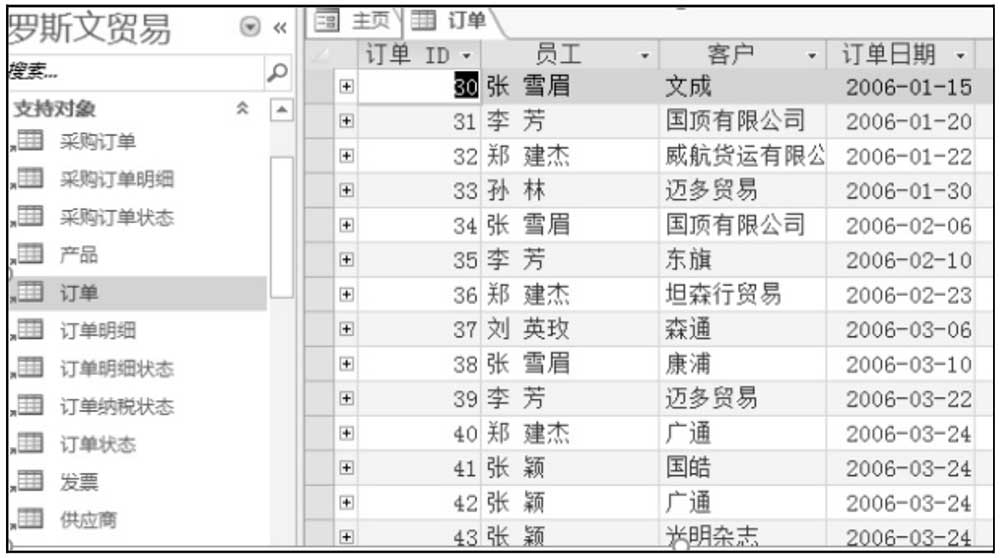 罗斯文贸易
搜索...
支持对象
采购订单
采购订单明细
采购订单状态
产品
订单
订单明细
订单明细状态
订单纳税状态
订单状态
发票
供应商
主页 订单
订单 ID 员工 客户 订单日期
30 张 雪眉 文成 2006-01-15
31 李 芳 国顶有限公司 2006-01-20
32 郑 建杰 威航货运有限公 2006-01-22
33 孙 林 迈多贸易 2006-01-30
34 张 雪眉 国顶有限公司 2006-02-06
35 李 芳 东旗 2006-02-10
36 郑 建杰 坦森行贸易 2006-02-23
37 刘 英玫 森通 2006-03-06
38 张 雪眉 康浦 2006-03-10
39 李 芳 迈多贸易 2006-03-22
40 郑 建杰 广通 2006-03-24
41 张 颖 国皓 2006-03-24
42 张 颖 广通 2006-03-24
43 张 颖 光明杂志 2006-03-24